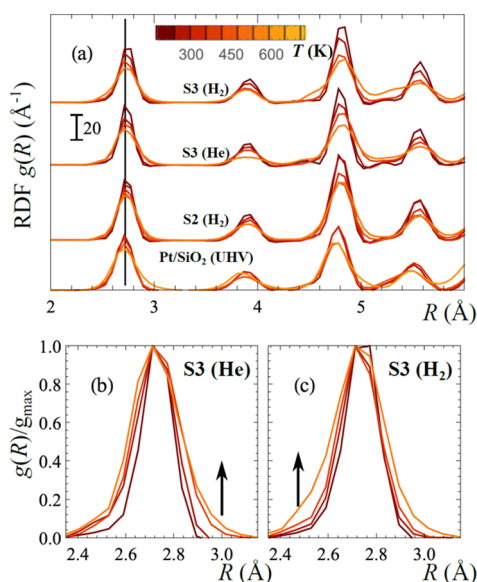 (a)
300 450 600 T (K)
S3 (H₂)
20
S3 (He)
S2 (H₂)
Pt/SiO₂ (UHV)
RDF g(R) (Å⁻¹)
2 3 4 5 R (Å)
(b) S3 (He)
(c) S3 (H₂)
g(R)/gmax
1.0
0.8
0.6
0.4
0.2
0.0
2.4 2.6 2.8 3.0 2.4 2.6 2.8 3.0
R (Å) R (Å)